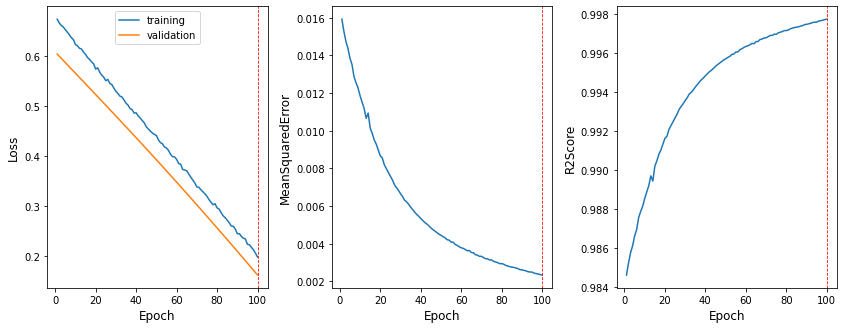 training
validation
0.6
0.5
0.4
0.3
0.2
Loss
0 20 40 60 80 100
Epoch
0.016
0.014
0.012
0.010
0.008
0.006
0.004
0.002
MeanSquaredError
0 20 40 60 80 100
Epoch
0.998
0.996
0.994
0.992
0.990
0.988
0.986
0.984
R2Score
0 20 40 60 80 100
Epoch